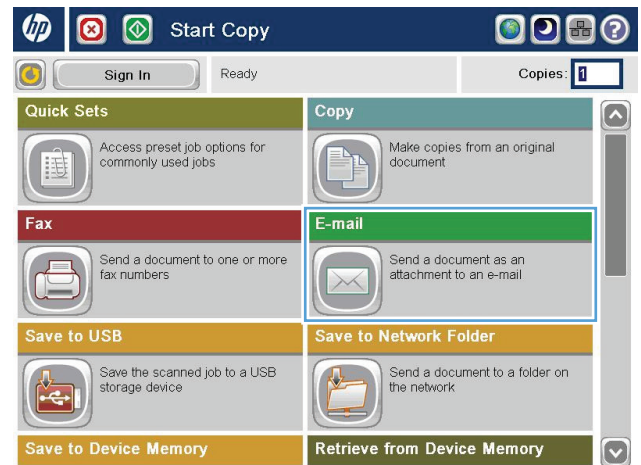 hp Start Copy
Sign In Ready Copies: 1
Quick Sets
Access preset job options for
commonly used jobs
Copy
Make copies from an original
document
Fax
Send a document to one or more
fax numbers
E-mail
Send a document as an
attachment to an e-mail
Save to USB
Save the scanned job to a USB
storage device
Save to Network Folder
Send a document to a folder on
the network
Save to Device Memory
Retrieve from Device Memory